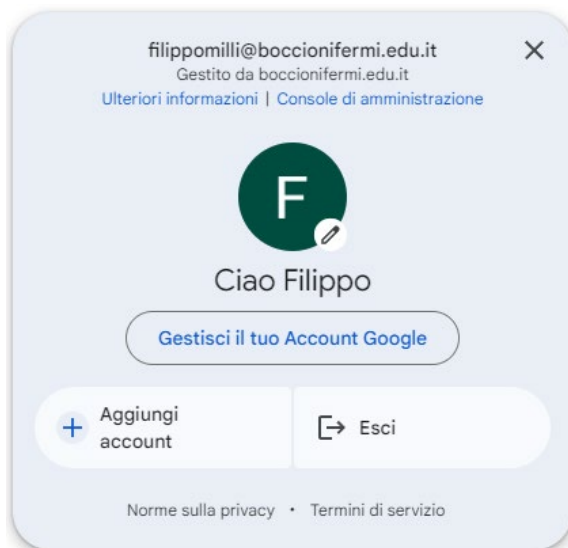 filippomilli@boccionifermi.edu.it
Gestito da boccionifermi.edu.it
Ulteriori informazioni | Console di amministrazione
F
Ciao Filippo
Gestisci il tuo Account Google
Aggiungi
account
Esci
Norme sulla privacy • Termini di servizio